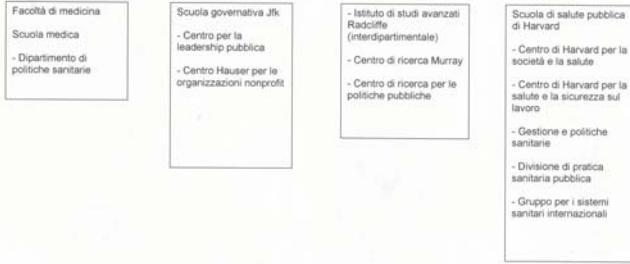 Facoltà di medicina
Scuola medica
- Dipartimento di
politiche sanitarie
Scuola governativa Jfk
- Centro per la
leadership pubblica
- Centro Hauser per le
organizzazioni nonprofit
- Istituto di studi avanzati
Radcliffe
(interdipartimentale)
- Centro di ricerca Murray
- Centro di ricerca per le
politiche pubbliche
Scuola di salute pubblica
di Harvard
- Centro di Harvard per la
società e la salute
- Centro di Harvard per la
salute e la sicurezza sul
lavoro
- Gestione e politiche
sanitarie
- Divisione di pratica
sanitaria pubblica
- Gruppo per i sistemi
sanitari internazionali